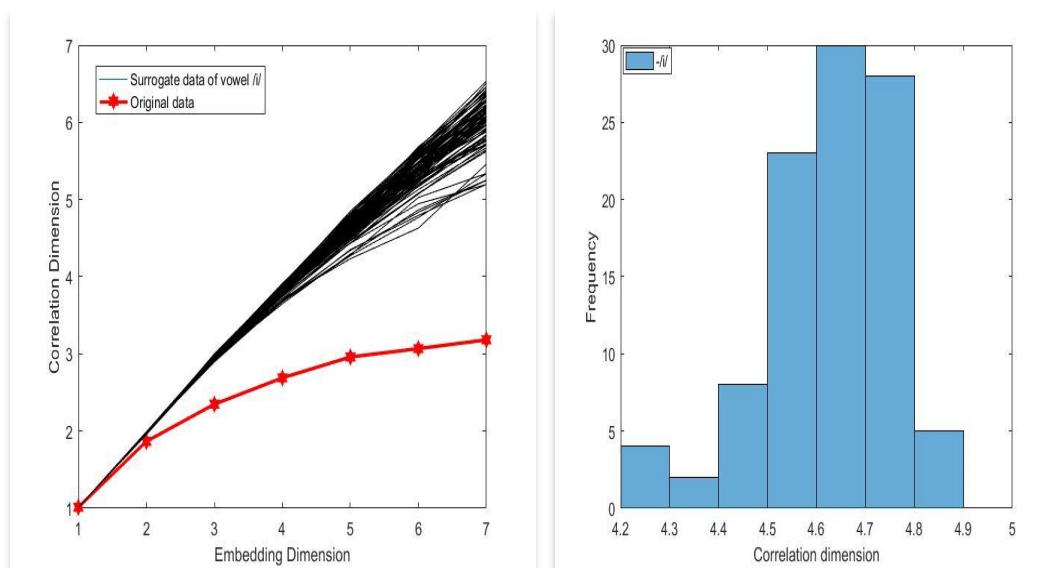 7
6
5
4
3
2
1
1 2 3 4 5 6 7
Correlation Dimension
Embedding Dimension
Surrogate data of vowel /i/
Original data
30
25
20
15
10
5
0
4.2 4.3 4.4 4.5 4.6 4.7 4.8 4.9 5
Frequency
Correlation dimension
-/i/